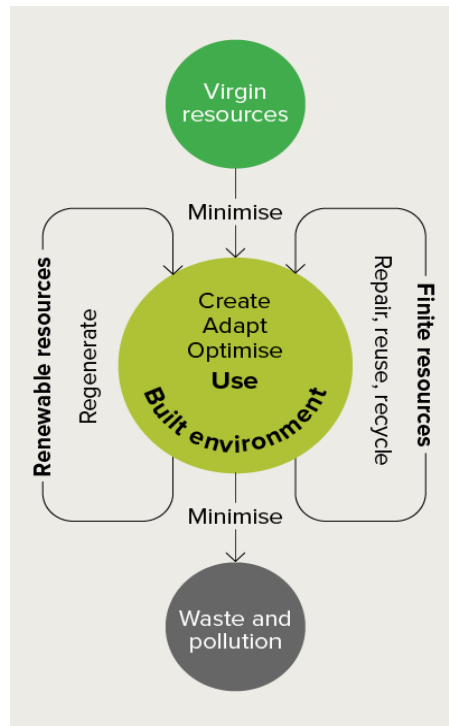 Virgin
resources
Minimise
Renewable resources
Regenerate
Create
Adapt
Optimise
Use
Built environment
Repair, reuse, recycle
Finite resources
Minimise
Waste and
pollution